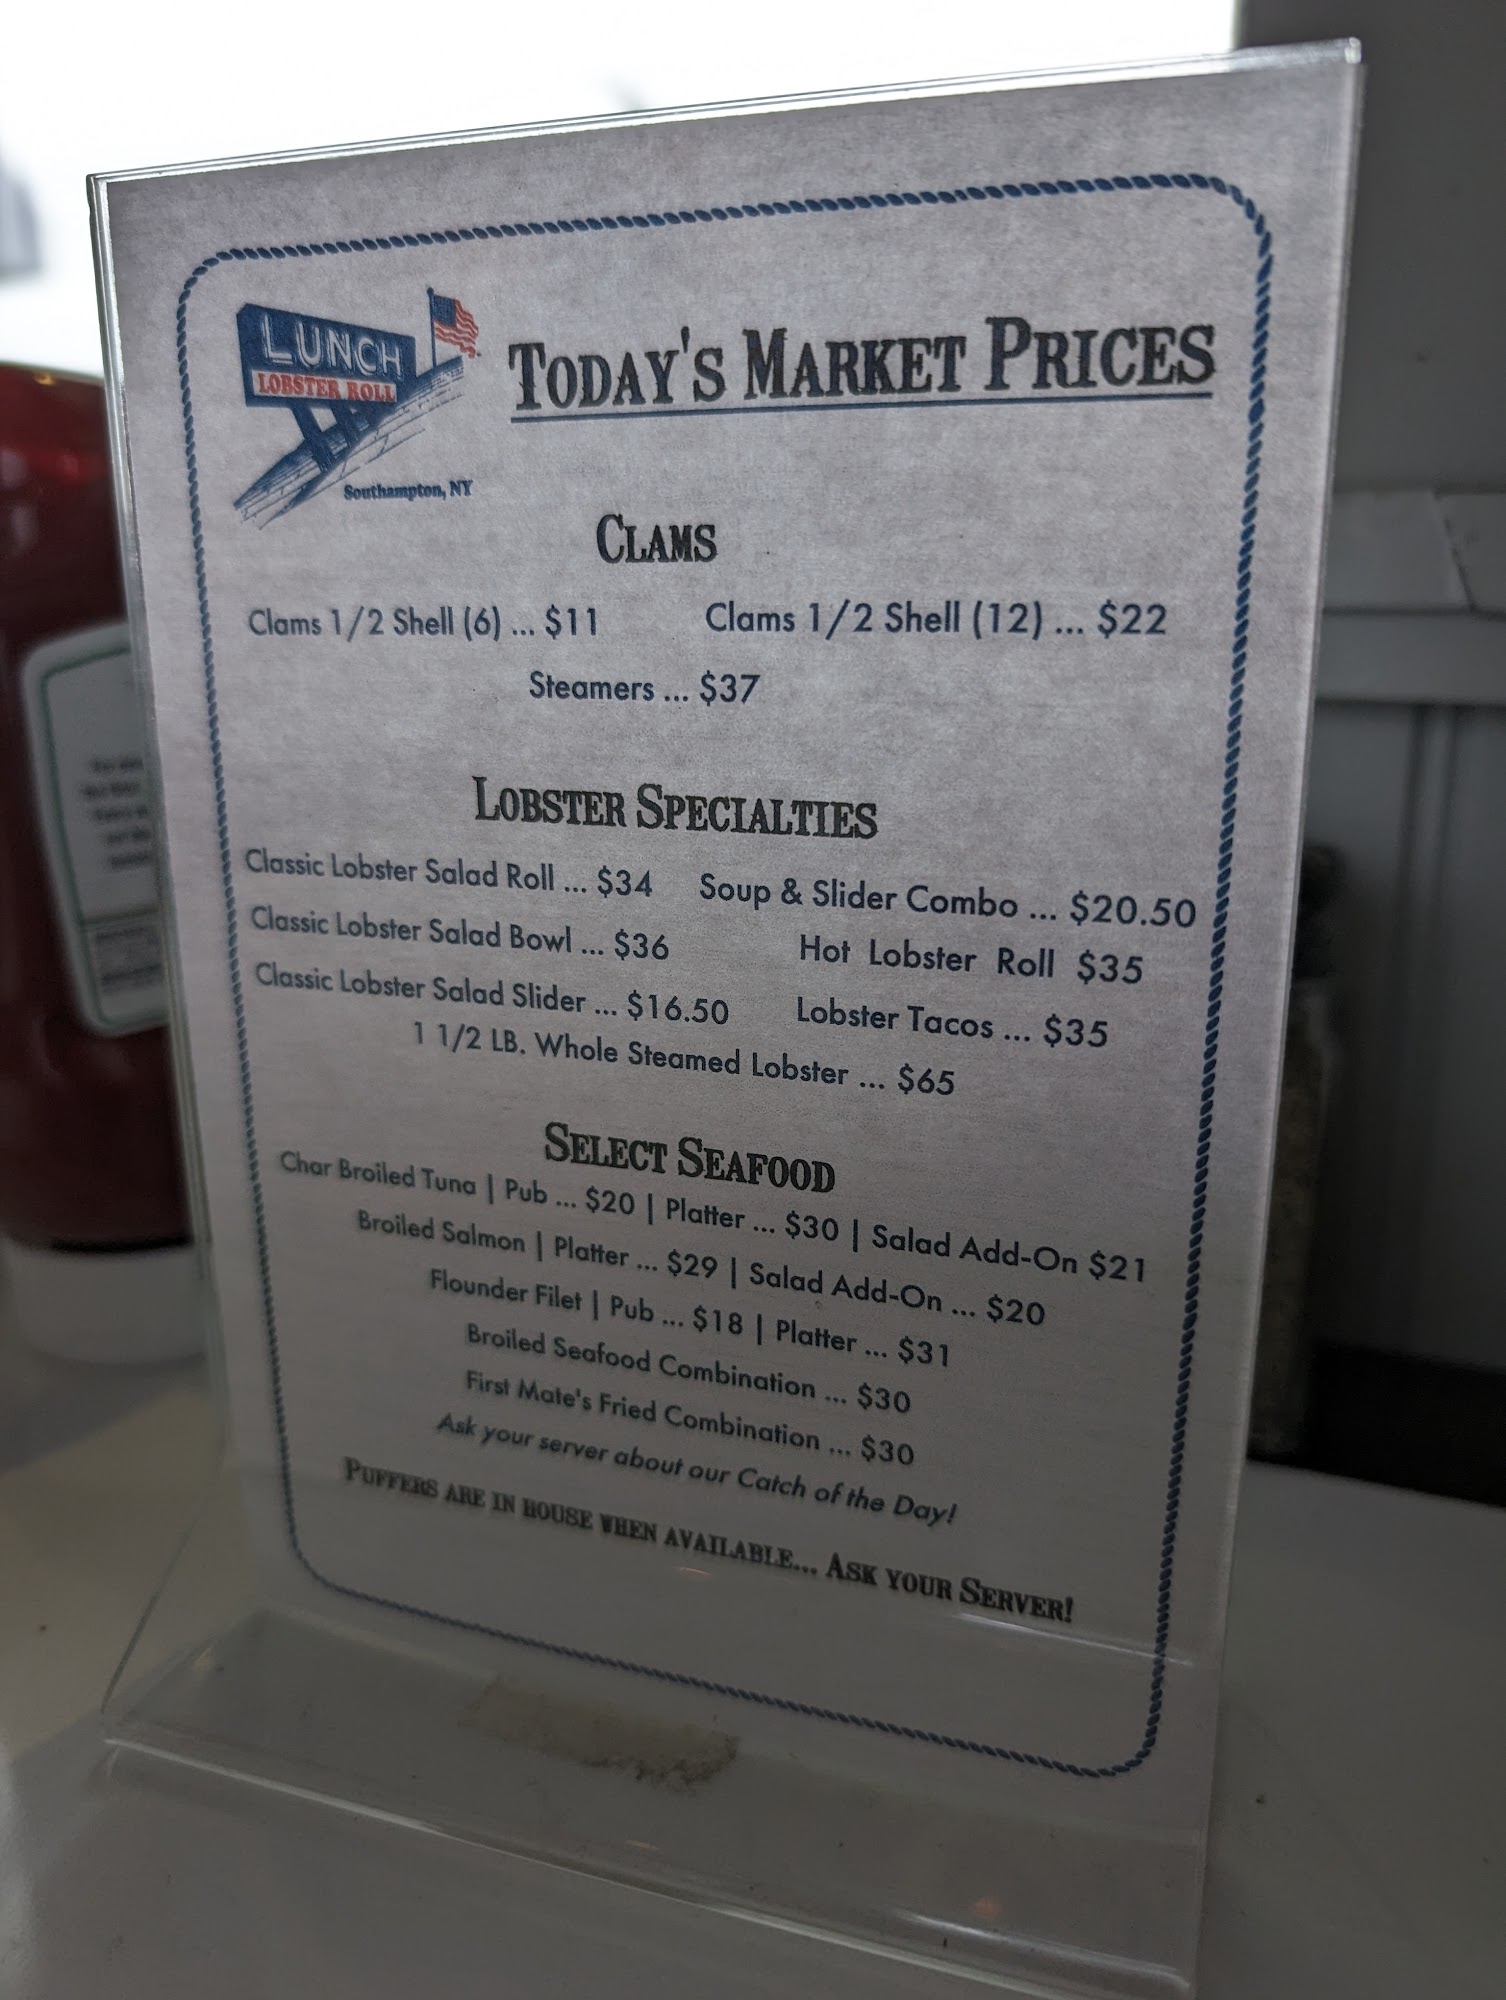 LUNCH
LOBSTER ROLL
Southampton, NY
TODAY'S MARKET PRICES
CLAMS
Clams 1/2 Shell (6) ... $11 Clams 1/2 Shell (12) ... $22
Steamers ... $37
LOBSTER SPECIALTIES
Classic Lobster Salad Roll ... $34 Soup & Slider Combo ... $20.50
Classic Lobster Salad Bowl ... $36 Hot Lobster Roll $35
Classic Lobster Salad Slider ... $16.50 Lobster Tacos ... $35
1 1/2 LB. Whole Steamed Lobster ... $65
SELECT SEAFOOD
Char Broiled Tuna | Pub ... $20 | Platter ... $30 | Salad Add-On $21
Broiled Salmon | Platter ... $29 | Salad Add-On ... $20
Flounder Filet | Pub ... $18 | Platter ... $31
Broiled Seafood Combination ... $30
First Mate's Fried Combination ... $30
Ask your server about our Catch of the Day!
PUFFERS ARE IN HOUSE WHEN AVAILABLE... ASK YOUR SERVER!